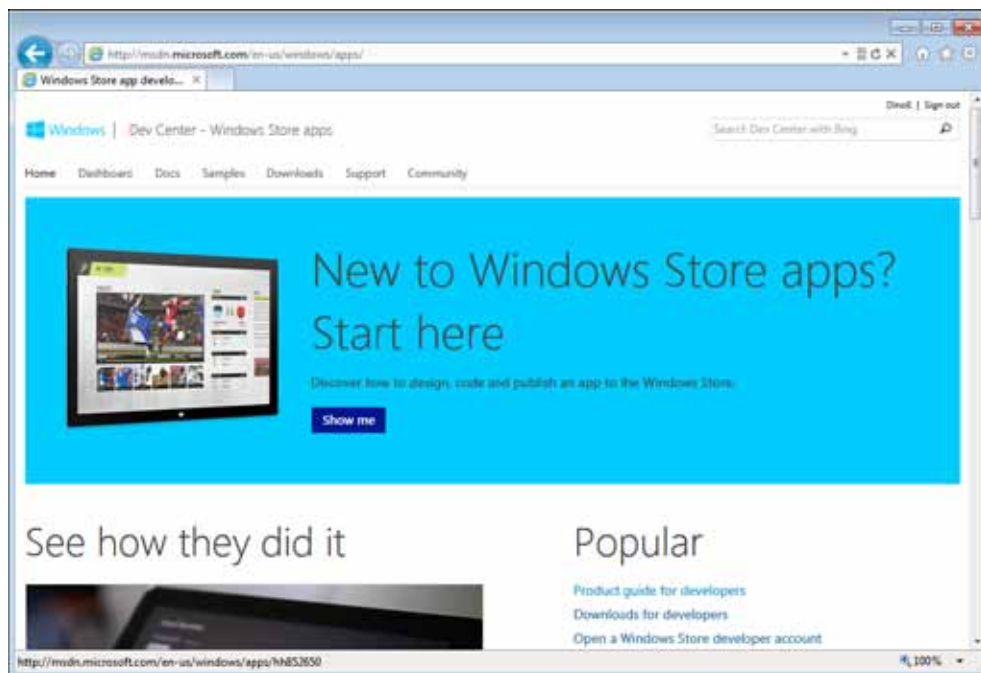 http://msdn.microsoft.com/en-us/windows/apps/
Windows Store app develo...
DinoE | Sign out
Windows | Dev Center - Windows Store apps
Search Dev Center with Bing
Home Dashboard Docs Samples Downloads Support Community
New to Windows Store apps?
Start here
Discover how to design, code and publish an app to the Windows Store.
Show me
See how they did it
Popular
Product guide for developers
Downloads for developers
Open a Windows Store developer account
http://msdn.microsoft.com/en-us/windows/apps/hh852650
100%